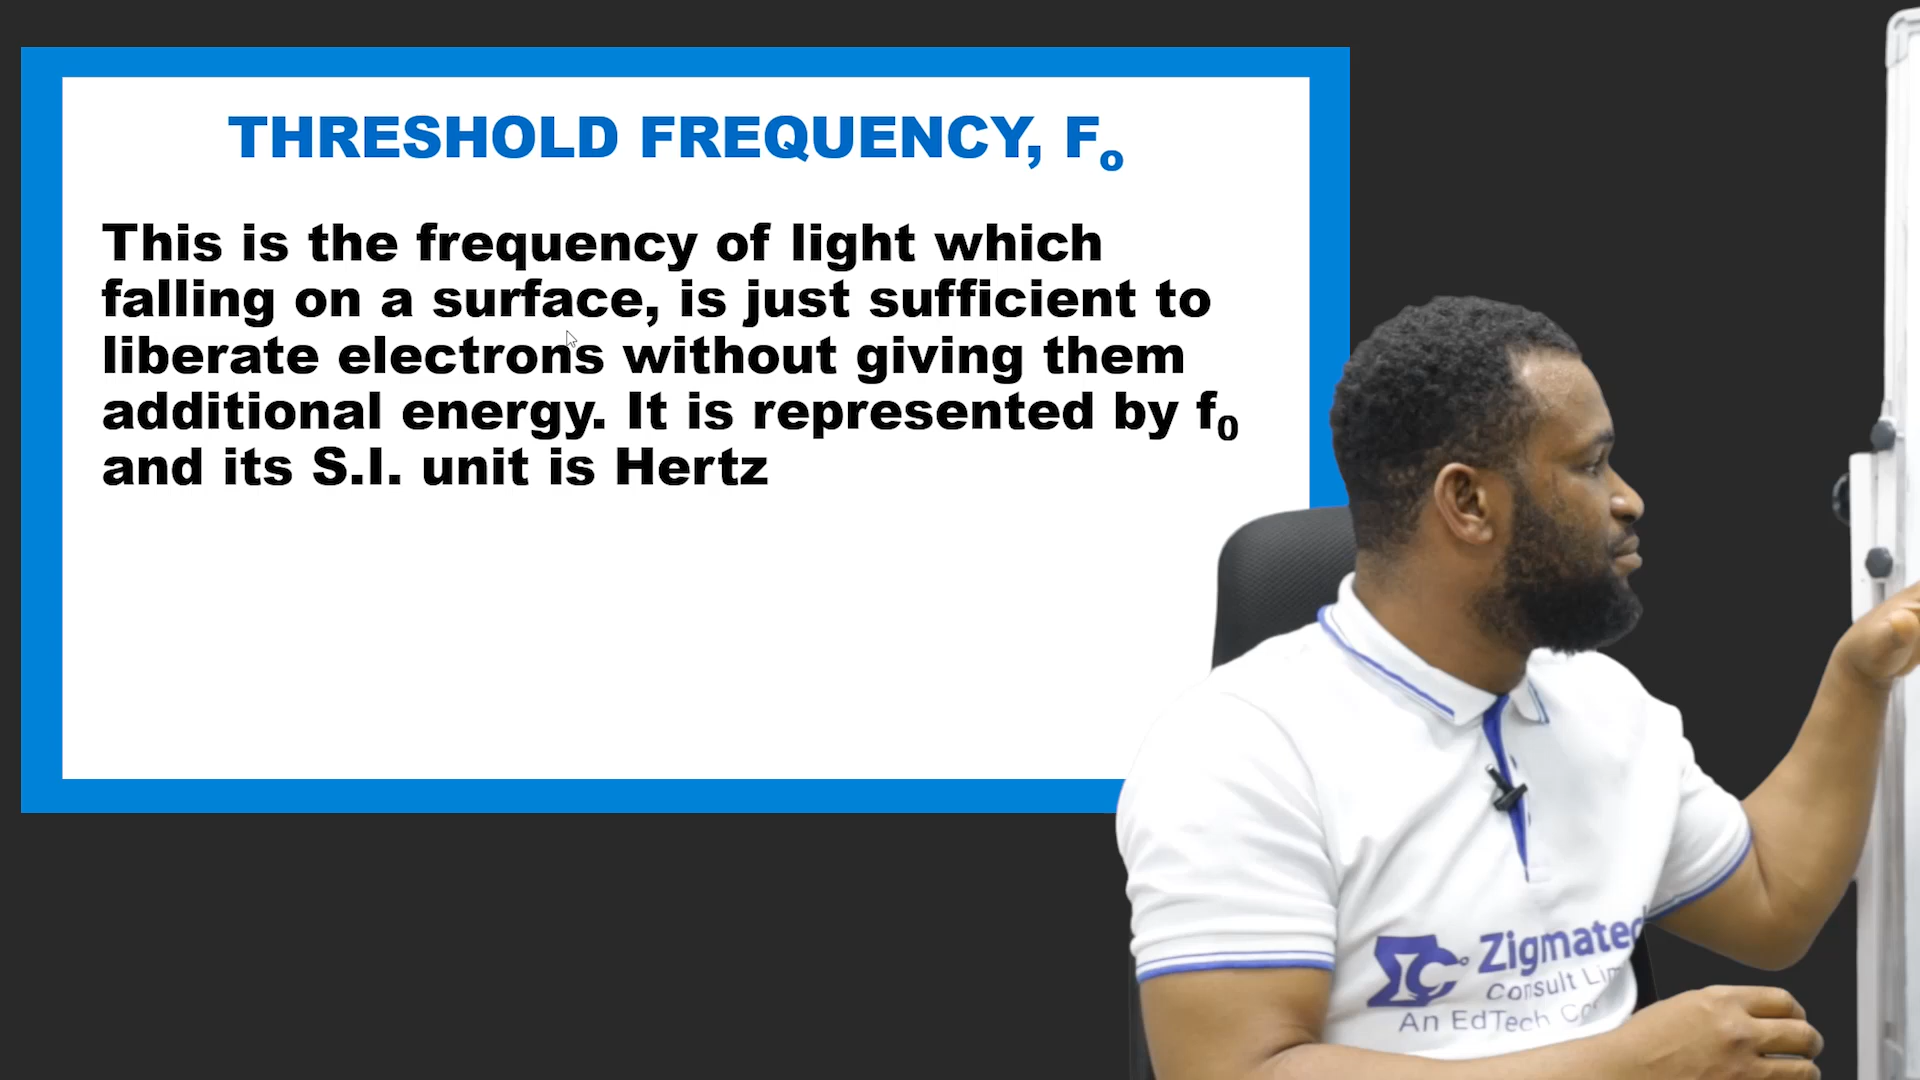 THRESHOLD FREQUENCY, Fo
This is the frequency of light which
falling on a surface, is just sufficient to
liberate electrons without giving them
additional energy. It is represented by f0
and its S.I. unit is Hertz
Zigmatec
Consult
An EdTech